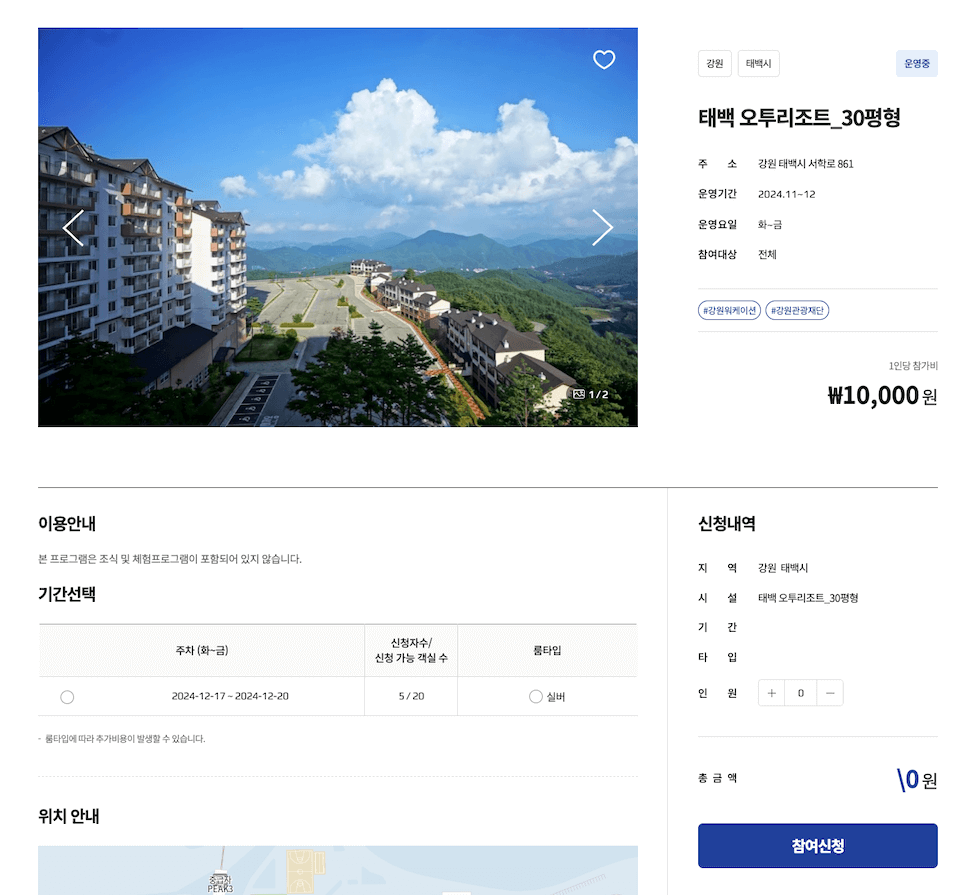 강원 태백시 운영중
태백 오투리조트_30평형
주 소 강원 태백시 서학로 861
운영기간 2024.11~12
운영요일 화~금
참여대상 전체
#강원워케이션 #강원관광재단
1인당 참가비
₩10,000 원
1 / 2
이용안내
본 프로그램은 조식 및 체험프로그램이 포함되어 있지 않습니다.
기간선택
주차 (화~금)
신청자수/
신청 가능 객실 수
룸타입
2024-12-17 ~ 2024-12-20 5 / 20 실버
- 룸타입에 따라 추가비용이 발생할 수 있습니다.
위치 안내
중급자
PEAK3
신청내역
지 역 강원 태백시
시 설 태백 오투리조트_30평형
기 간
타 입
인 원 + 0 −
총 금 액 \0 원
참여신청